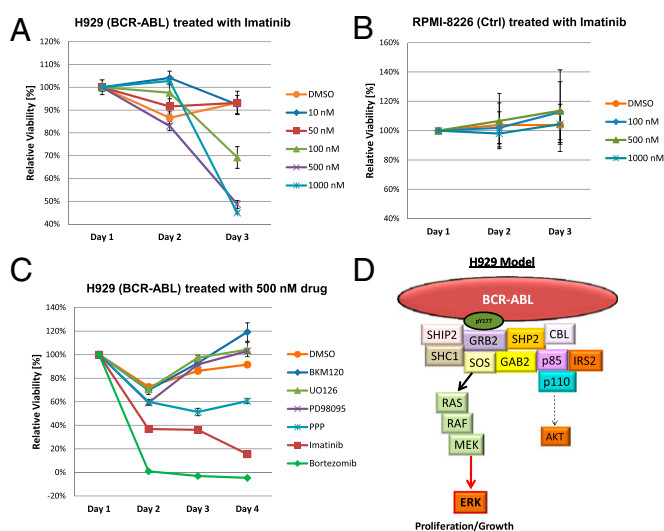 A
H929 (BCR-ABL) treated with Imatinib
Relative Viability [%]
120%
110%
100%
90%
80%
70%
60%
50%
40%
Day 1
Day 2
Day 3
DMSO
10 nM
50 nM
100 nM
500 nM
1000 nM
B
RPMI-8226 (Ctrl) treated with Imatinib
Relative Viability [%]
160%
140%
120%
100%
80%
60%
40%
Day 1
Day 2
Day 3
DMSO
100 nM
500 nM
1000 nM
C
H929 (BCR-ABL) treated with 500 nM drug
Relative Viability [%]
140%
120%
100%
80%
60%
40%
20%
0%
-20%
Day 1
Day 2
Day 3
Day 4
DMSO
BKM120
UO126
PD98095
PPP
Imatinib
Bortezomib
D
H929 Model
BCR-ABL
pY177
SHIP2
GRB2
SHP2
CBL
SHC1
SOS
GAB2
p85
IRS2
p110
RAS
RAF
MEK
AKT
ERK
Proliferation/Growth